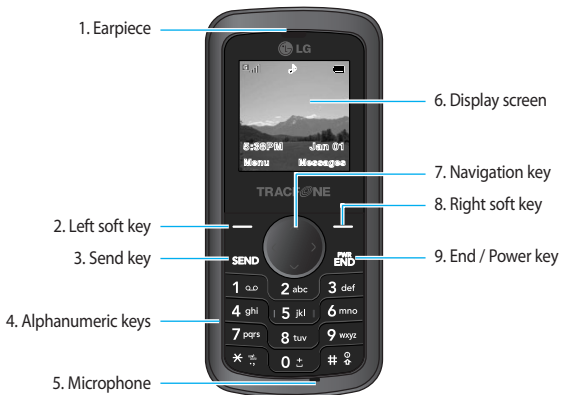 1. Earpiece
LG
6. Display screen
5:38PM Jan 01
Menu Messages
7. Navigation key
TRACFONE
8. Right soft key
2. Left soft key
3. Send key
SEND
PWR
END
9. End / Power key
1
2 abc
3 def
4. Alphanumeric keys
4 ghi
5 jkl
6 mno
7 pqrs
8 tuv
9 wxyz
*
0
#
5. Microphone